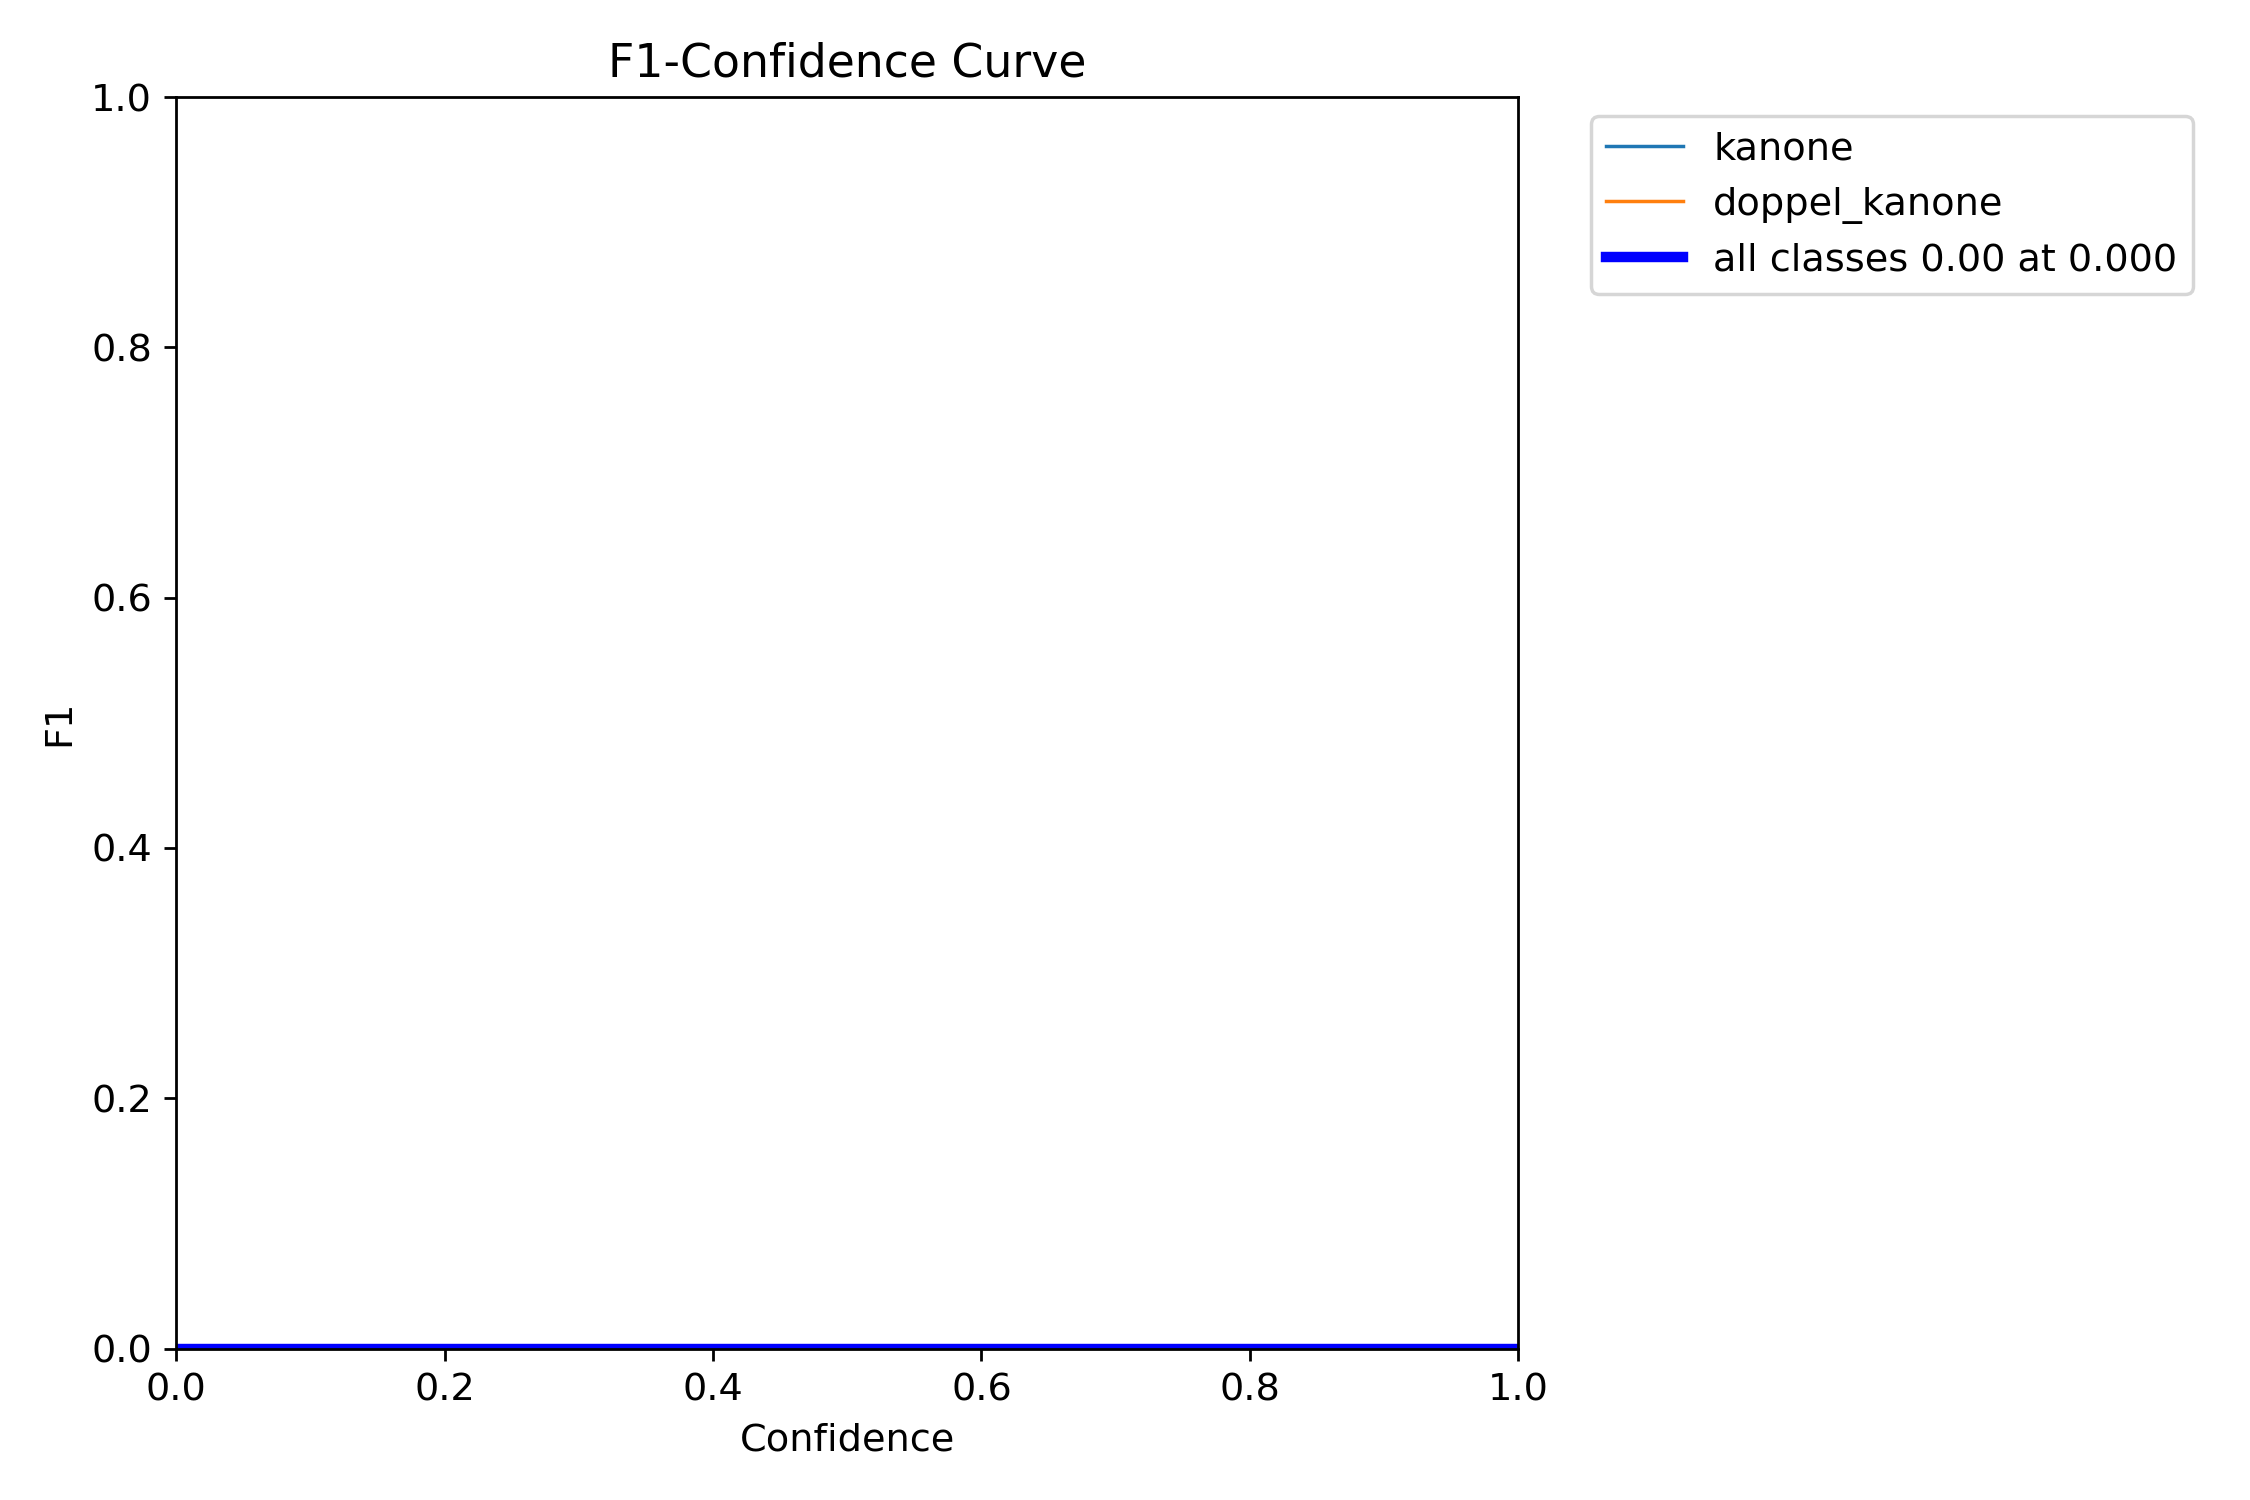 F1-Confidence Curve
1.0
0.8
0.6
0.4
0.2
0.0
F1
0.0 0.2 0.4 0.6 0.8 1.0
Confidence
kanone
doppel_kanone
all classes 0.00 at 0.000